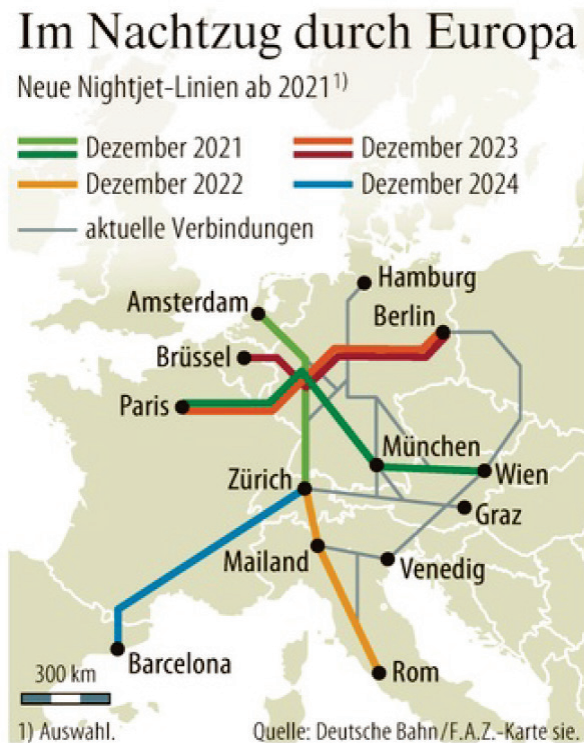 Im Nachtzug durch Europa
Neue Nightjet-Linien ab 2021¹⁾
Dezember 2021
Dezember 2023
Dezember 2022
Dezember 2024
aktuelle Verbindungen
Hamburg
Amsterdam
Berlin
Brüssel
Paris
München
Zürich
Wien
Graz
Mailand
Venedig
Barcelona
Rom
300 km
1) Auswahl.
Quelle: Deutsche Bahn/F.A.Z.-Karte sie.